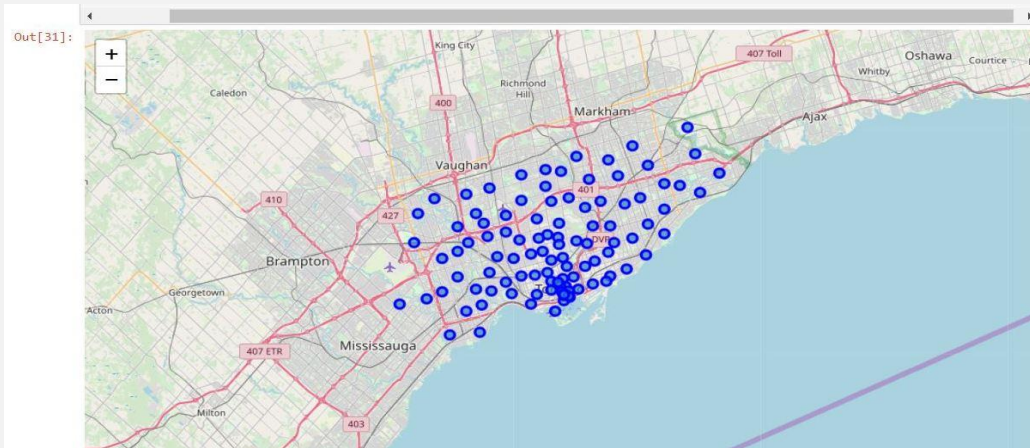 Out[31]:
+
−
King City
407 Toll
Oshawa
Courtice
Whitby
Richmond
Hill
Caledon
400
Markham
Ajax
Vaughan
401
410
427
DVP
Brampton
Georgetown
Acton
407 ETR
Mississauga
Milton
403